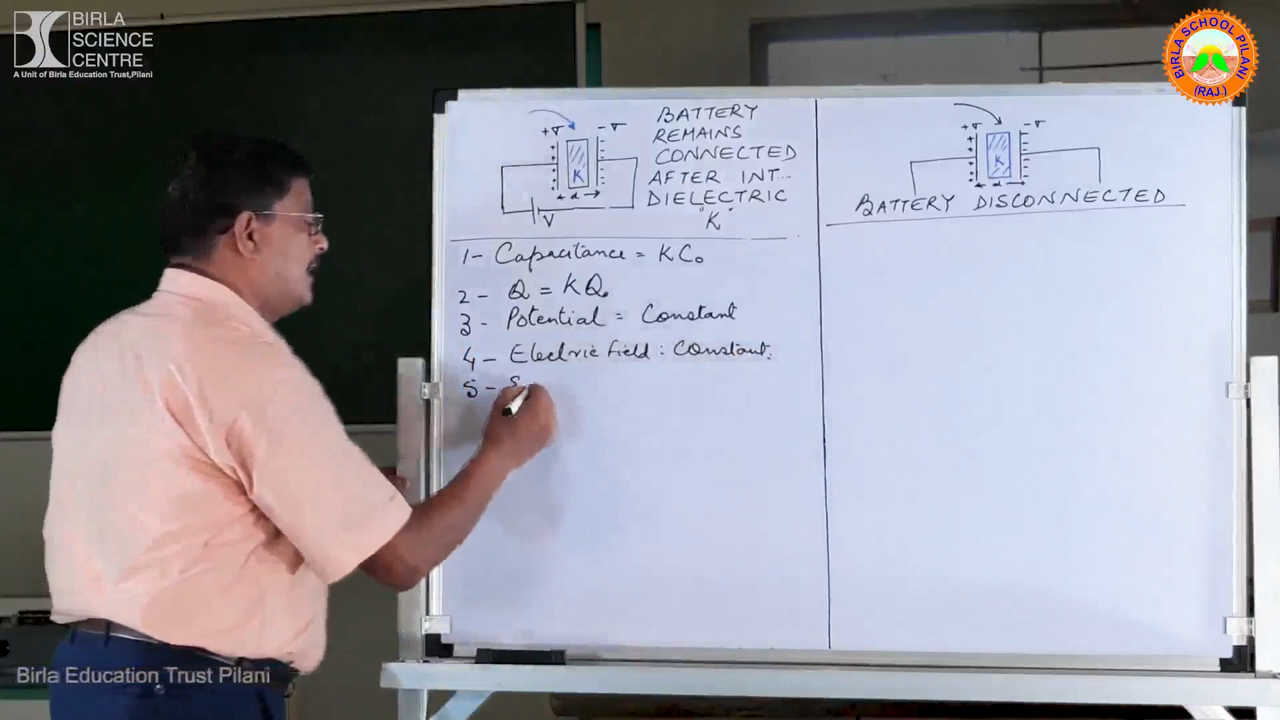 BIRLA
SCIENCE
CENTRE
A Unit of Birla Education Trust,Pilani
BIRLA SCHOOL PILANI
(RAJ.)
+σ
-σ
K
← d →
V
BATTERY
REMAINS
CONNECTED
AFTER INT...
DIELECTRIC
"K"
1- Capacitance = KC₀
2 - Q = KQ₀
3 - Potential = Constant
4 - Electric field : Constant.
5 - S
+σ
-σ
K
← d →
BATTERY DISCONNECTED
Birla Education Trust Pilani